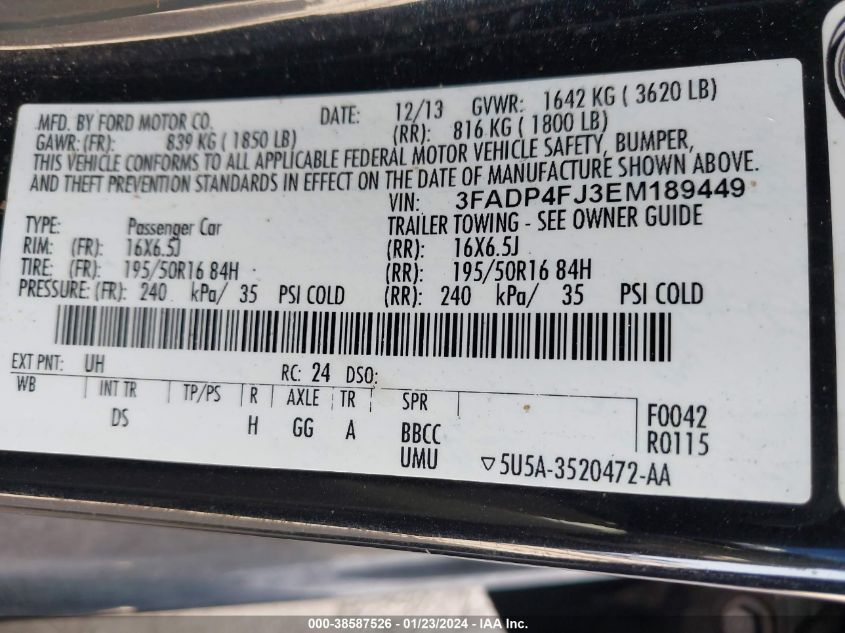 MFD. BY FORD MOTOR CO. DATE: 12/13 GVWR: 1642 KG ( 3620 LB)
GAWR: (FR): 839 KG ( 1850 LB) (RR): 816 KG ( 1800 LB)
THIS VEHICLE CONFORMS TO ALL APPLICABLE FEDERAL MOTOR VEHICLE SAFETY, BUMPER,
AND THEFT PREVENTION STANDARDS IN EFFECT ON THE DATE OF MANUFACTURE SHOWN ABOVE.
VIN: 3FADP4FJ3EM189449
TYPE: Passenger Car TRAILER TOWING - SEE OWNER GUIDE
RIM: (FR): 16X6.5J (RR): 16X6.5J
TIRE: (FR): 195/50R16 84H (RR): 195/50R16 84H
PRESSURE: (FR): 240 kPa/ 35 PSI COLD (RR): 240 kPa/ 35 PSI COLD
EXT PNT: UH RC: 24 DSO:
WB INT TR TP/PS R AXLE TR SPR F0042
DS H GG A BBCC R0115
UMU ▽5U5A-3520472-AA
000-38587526 - 01/23/2024 - IAA Inc.